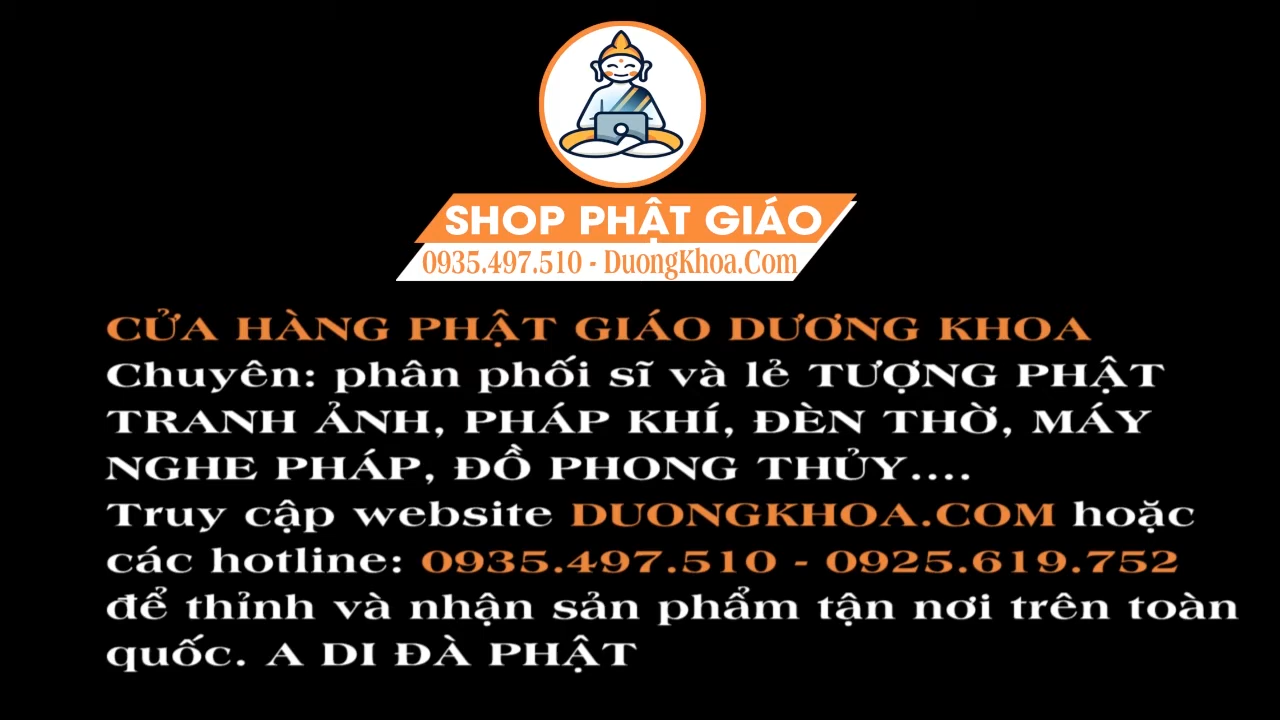 SHOP PHẬT GIÁO
0935.497.510 - DuongKhoa.Com
CỬA HÀNG PHẬT GIÁO DƯƠNG KHOA
Chuyên: phân phối sĩ và lẻ TƯỢNG PHẬT
TRANH ẢNH, PHÁP KHÍ, ĐÈN THỜ, MÁY
NGHE PHÁP, ĐỒ PHONG THỦY....
Truy cập website DUONGKHOA.COM hoặc
các hotline: 0935.497.510 - 0925.619.752
để thỉnh và nhận sản phẩm tận nơi trên toàn
quốc. A DI ĐÀ PHẬT